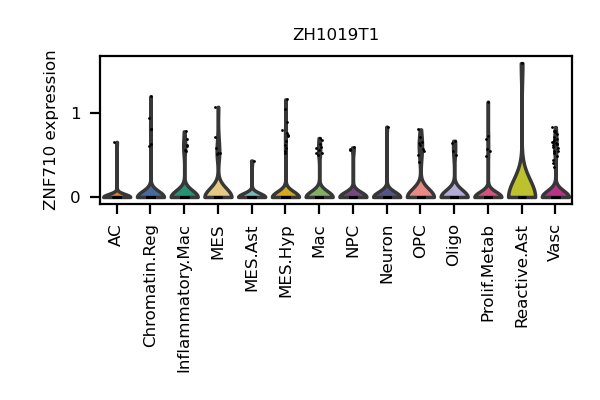 ZH1019T1
ZNF710 expression
1
0
AC
Chromatin.Reg
Inflammatory.Mac
MES
MES.Ast
MES.Hyp
Mac
NPC
Neuron
OPC
Oligo
Prolif.Metab
Reactive.Ast
Vasc